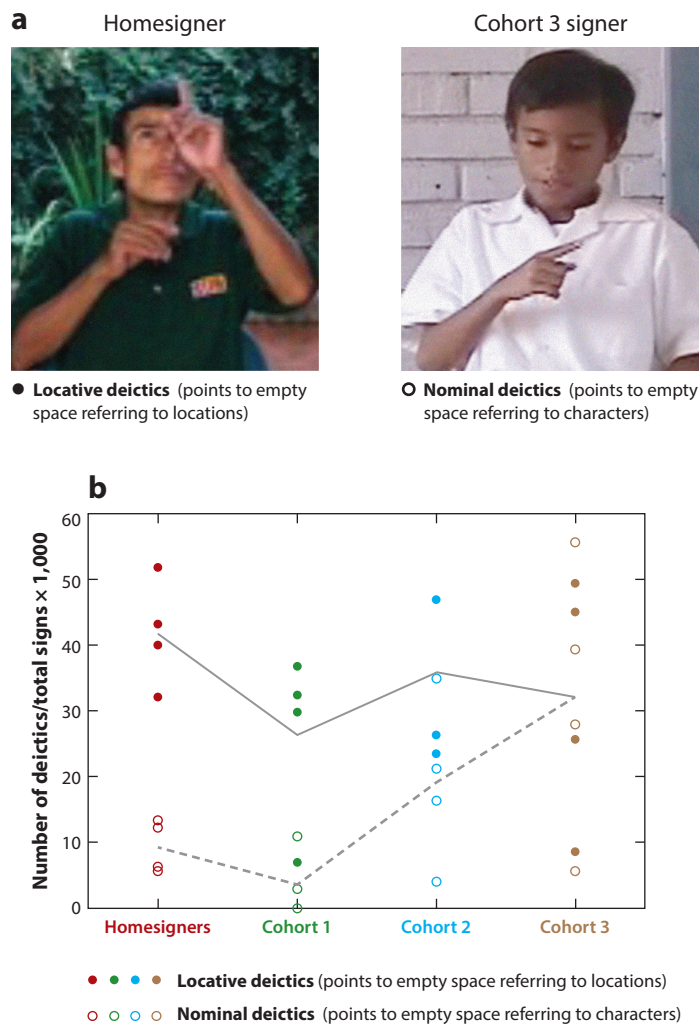 a
Homesigner
Cohort 3 signer
● Locative deictics (points to empty
space referring to locations)
○ Nominal deictics (points to empty
space referring to characters)
b
Number of deictics/total signs × 1,000
60
50
40
30
20
10
0
Homesigners
Cohort 1
Cohort 2
Cohort 3
Locative deictics (points to empty space referring to locations)
Nominal deictics (points to empty space referring to characters)